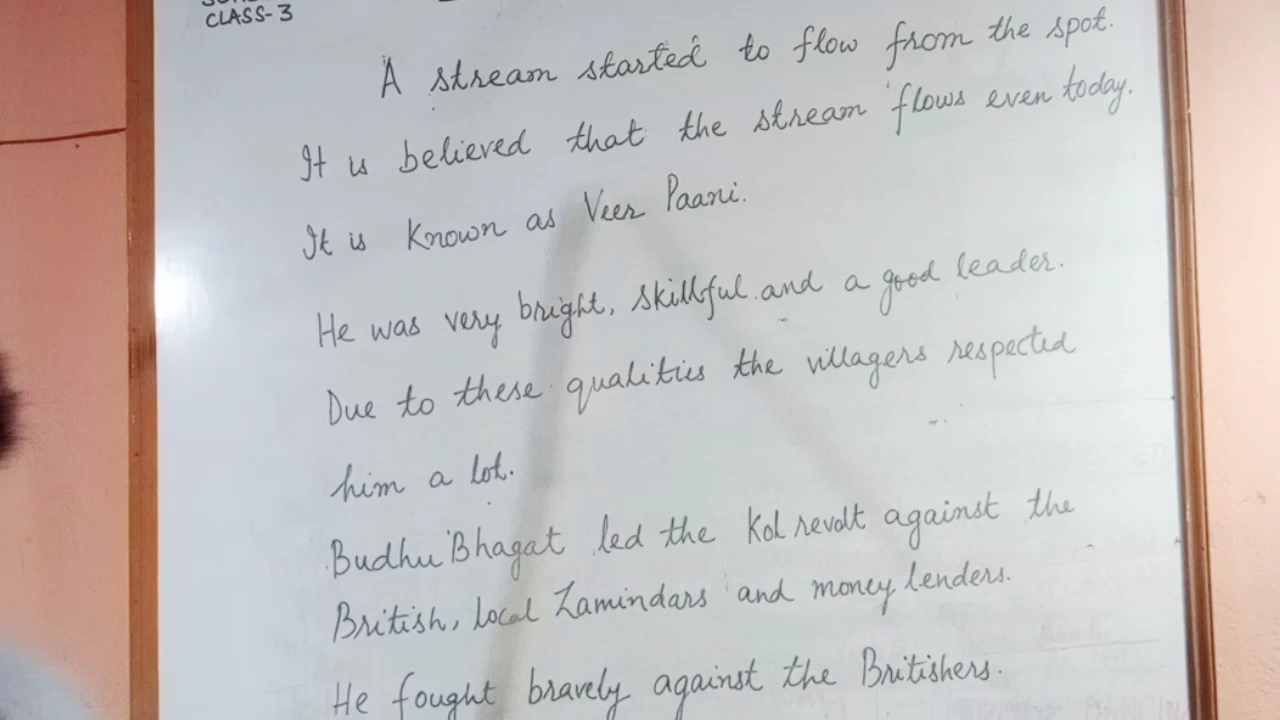 CLASS-3
A stream started to flow from the spot.
It is believed that the stream flows even today.
It is known as Veer Paani.
He was very bright, skillful and a good leader.
Due to these qualities the villagers respected
him a lot.
Budhu Bhagat led the Kol revolt against the
British, local Zamindars and money lenders.
He fought bravely against the Britishers.